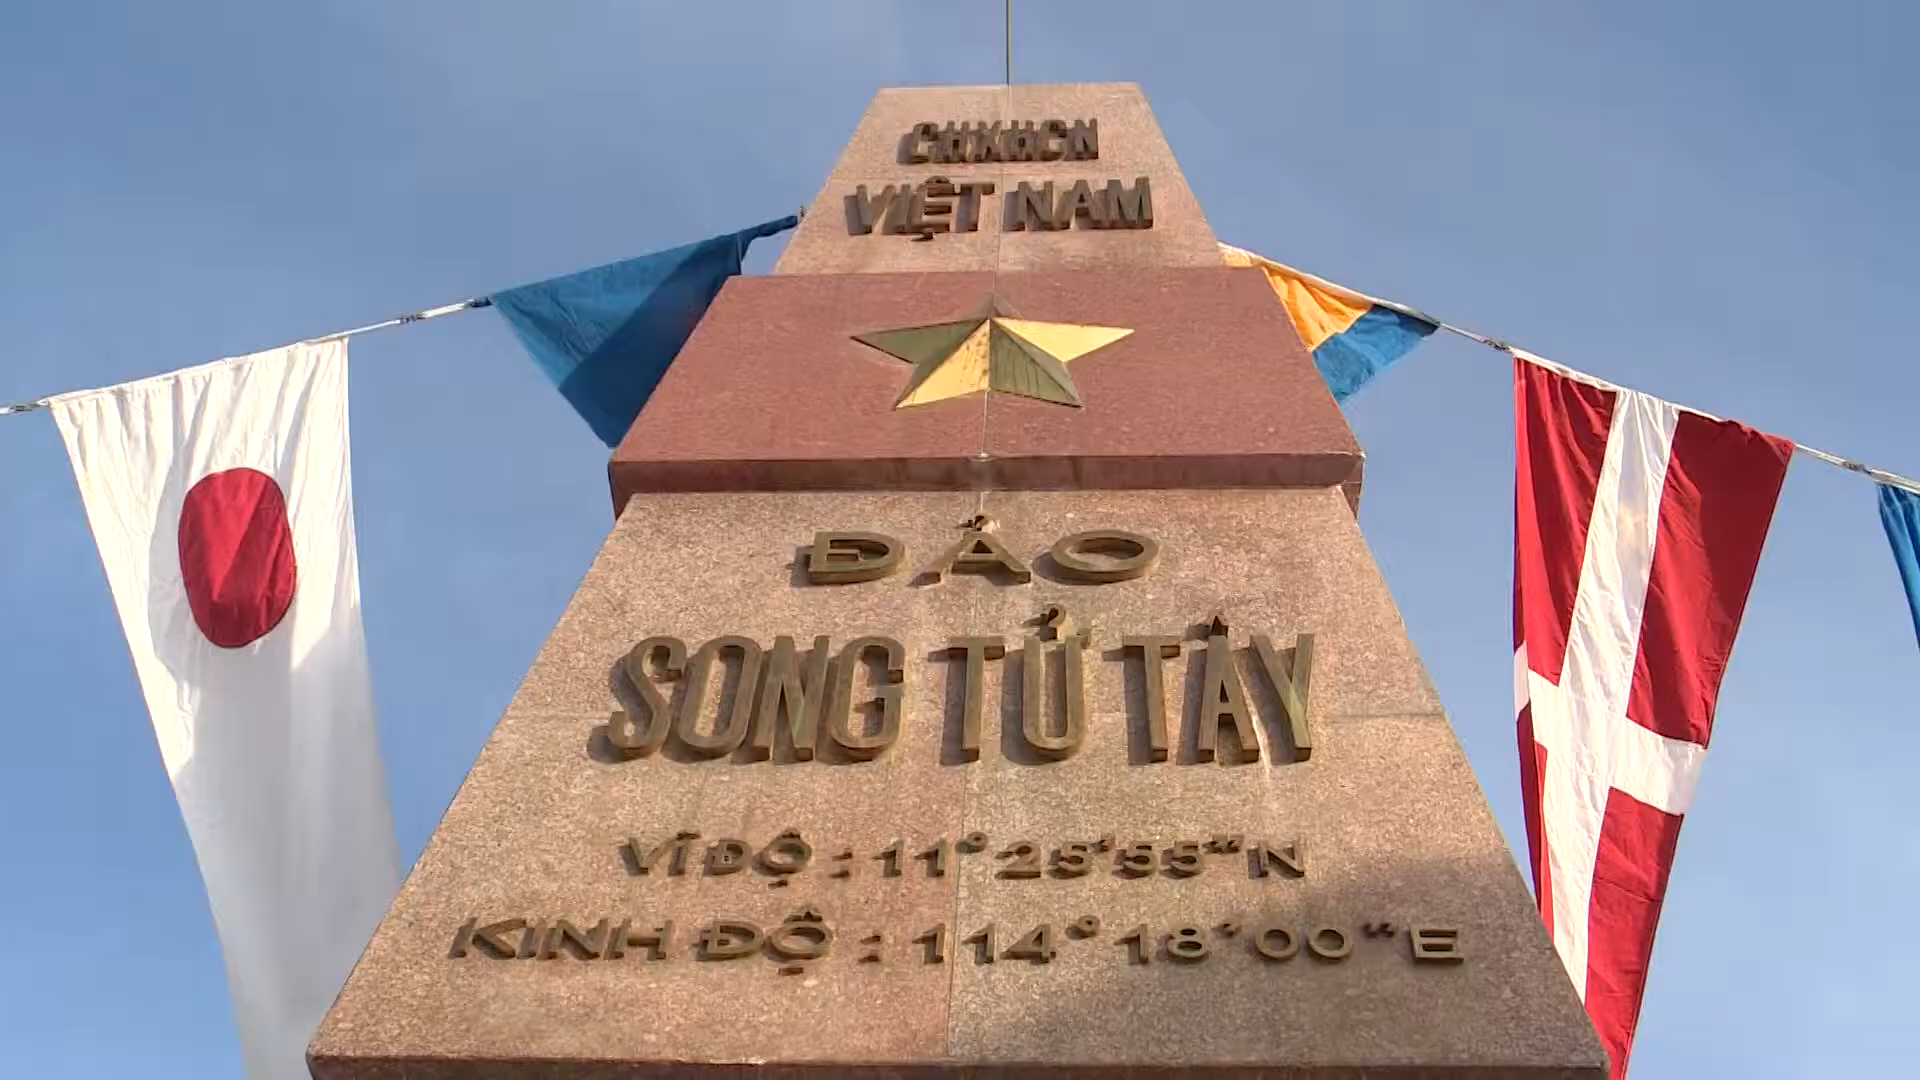 CHXHCN
VIỆT NAM
ĐẢO
SONG TỬ TÂY
VĨ ĐỘ : 11°25'55"N
KINH ĐỘ : 114°18'00"E